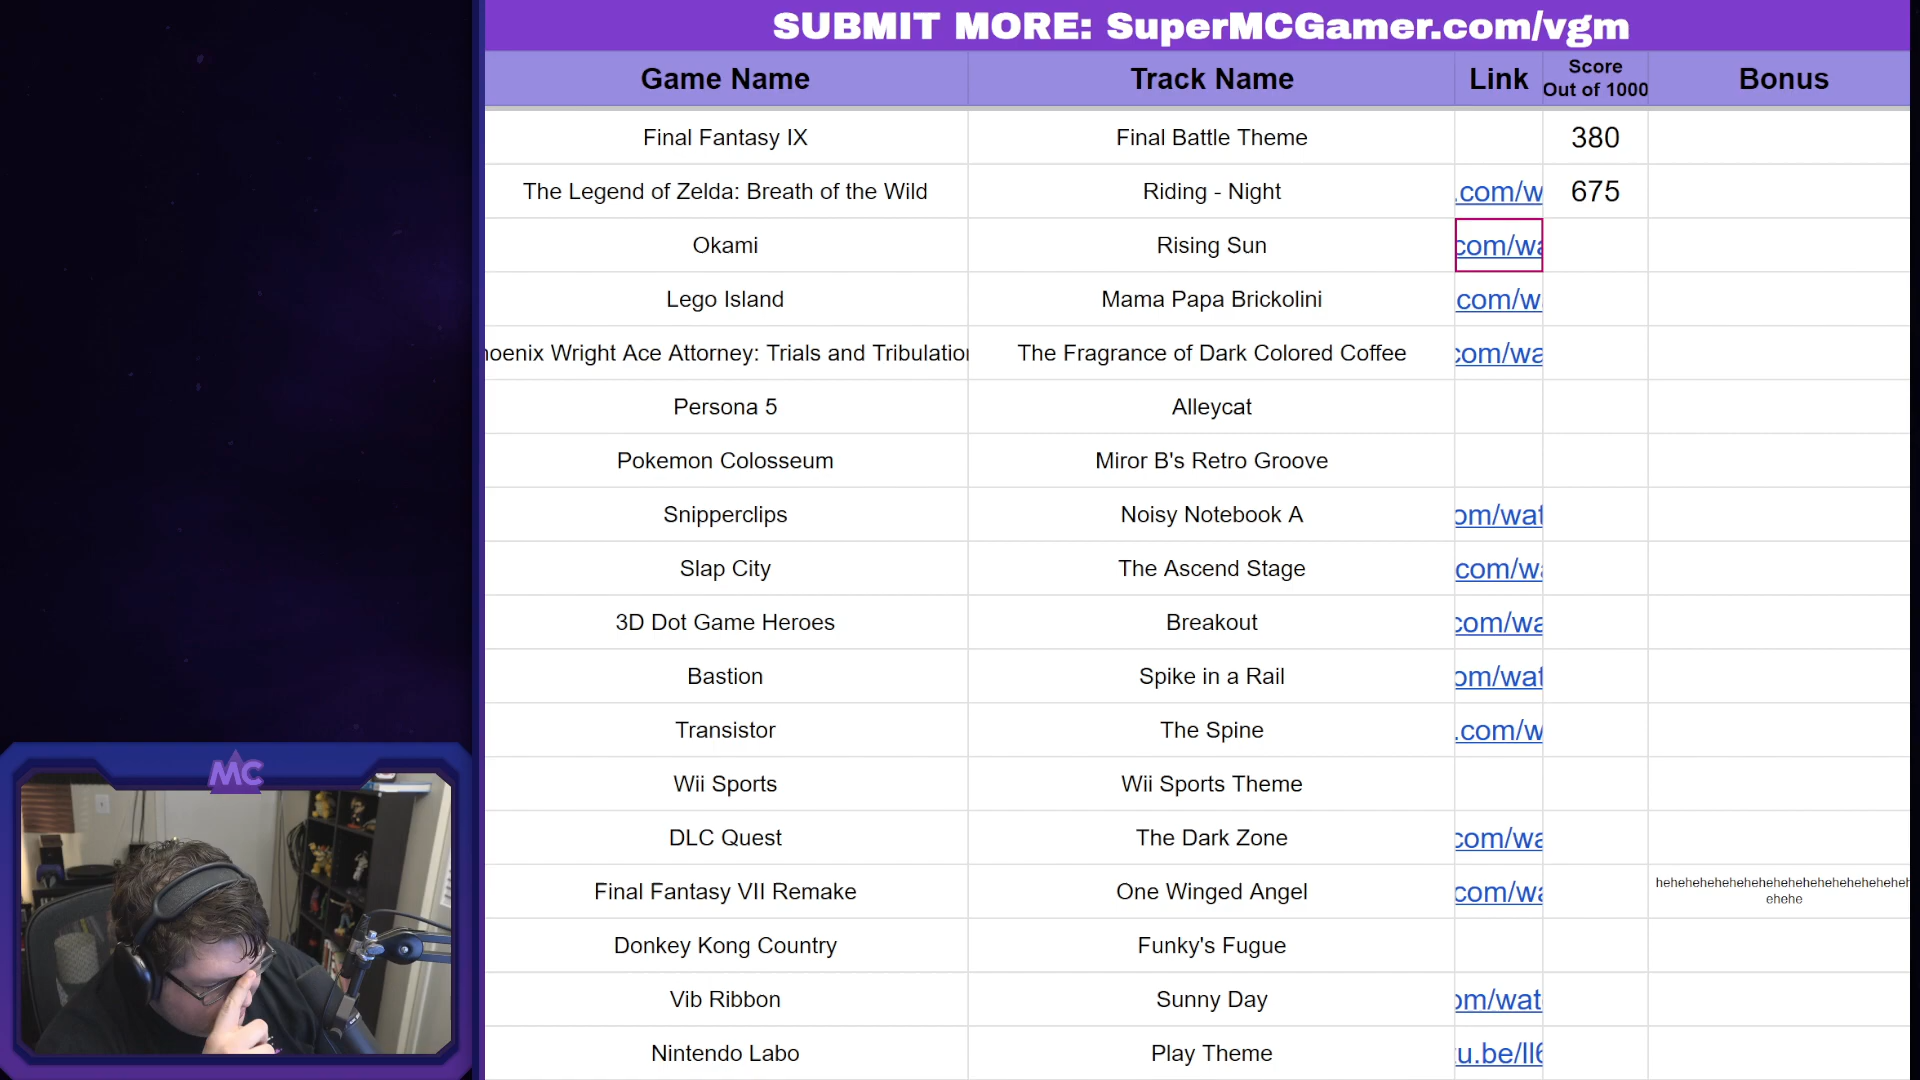 SUBMIT MORE: SuperMCGamer.com/vgm
Game Name Track Name Link Score Out of 1000 Bonus
Final Fantasy IX Final Battle Theme 380
The Legend of Zelda: Breath of the Wild Riding - Night .com/w 675
Okami Rising Sun com/wa
Lego Island Mama Papa Brickolini .com/w
hoenix Wright Ace Attorney: Trials and Tribulation The Fragrance of Dark Colored Coffee com/wa
Persona 5 Alleycat
Pokemon Colosseum Miror B's Retro Groove
Snipperclips Noisy Notebook A om/wat
Slap City The Ascend Stage com/wa
3D Dot Game Heroes Breakout com/wa
Bastion Spike in a Rail om/wat
Transistor The Spine .com/w
Wii Sports Wii Sports Theme
DLC Quest The Dark Zone com/wa
Final Fantasy VII Remake One Winged Angel com/wa hehehehehehehehehehehehehehehehehehe
ehehe
Donkey Kong Country Funky's Fugue
Vib Ribbon Sunny Day om/wat
Nintendo Labo Play Theme u.be/ll6
MC